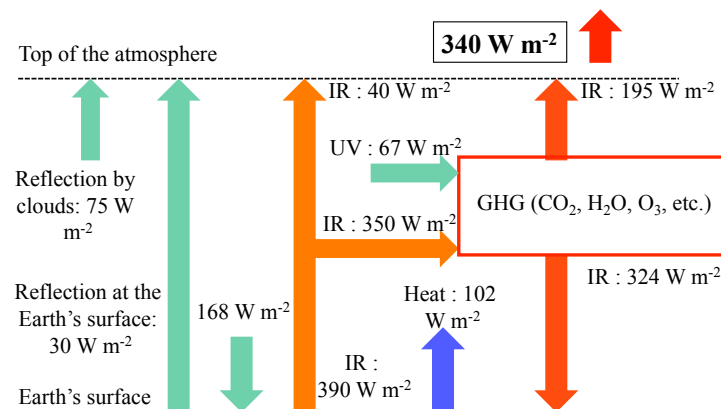 340 W m-2
Top of the atmosphere
IR : 40 W m-2
IR : 195 W m-2
UV : 67 W m-2
Reflection by
clouds: 75 W
m-2
GHG (CO2, H2O, O3, etc.)
IR : 350 W m-2
IR : 324 W m-2
Reflection at the
Earth’s surface:
30 W m-2
168 W m-2
Heat : 102
W m-2
IR :
390 W m-2
Earth’s surface